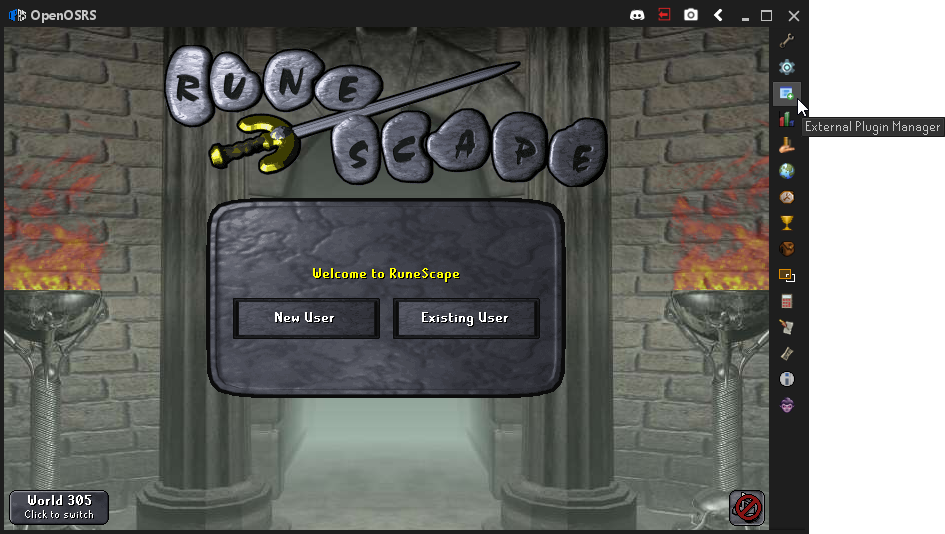 OpenOSRS
RUNE
SCAPE
External Plugin Manager
Welcome to RuneScape
New User
Existing User
World 305
Click to switch